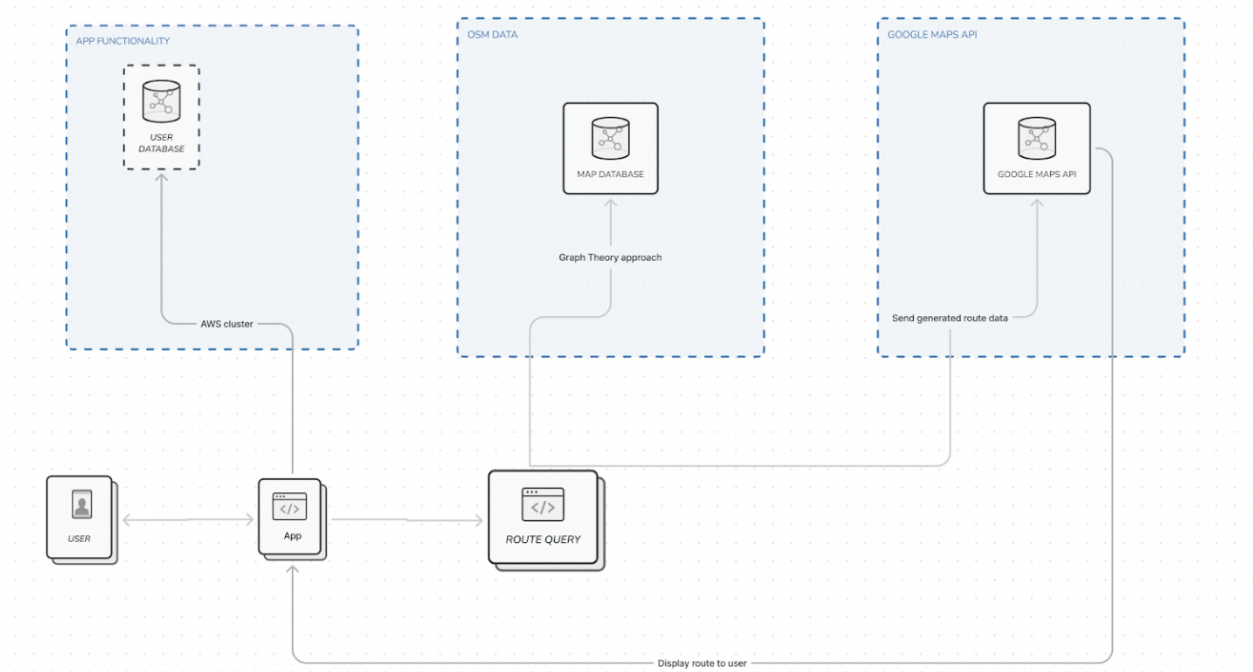 APP FUNCTIONALITY
OSM DATA
GOOGLE MAPS API
USER
DATABASE
MAP DATABASE
GOOGLE MAPS API
Graph Theory approach
AWS cluster
Send generated route data
USER
App
ROUTE QUERY
Display route to user